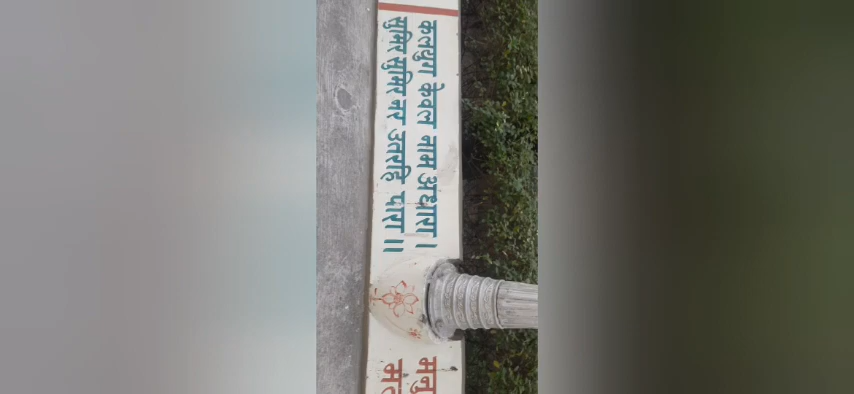 कलयुग केवल नाम अधारा।
सुमिर सुमिर नर उतरहि पारा॥